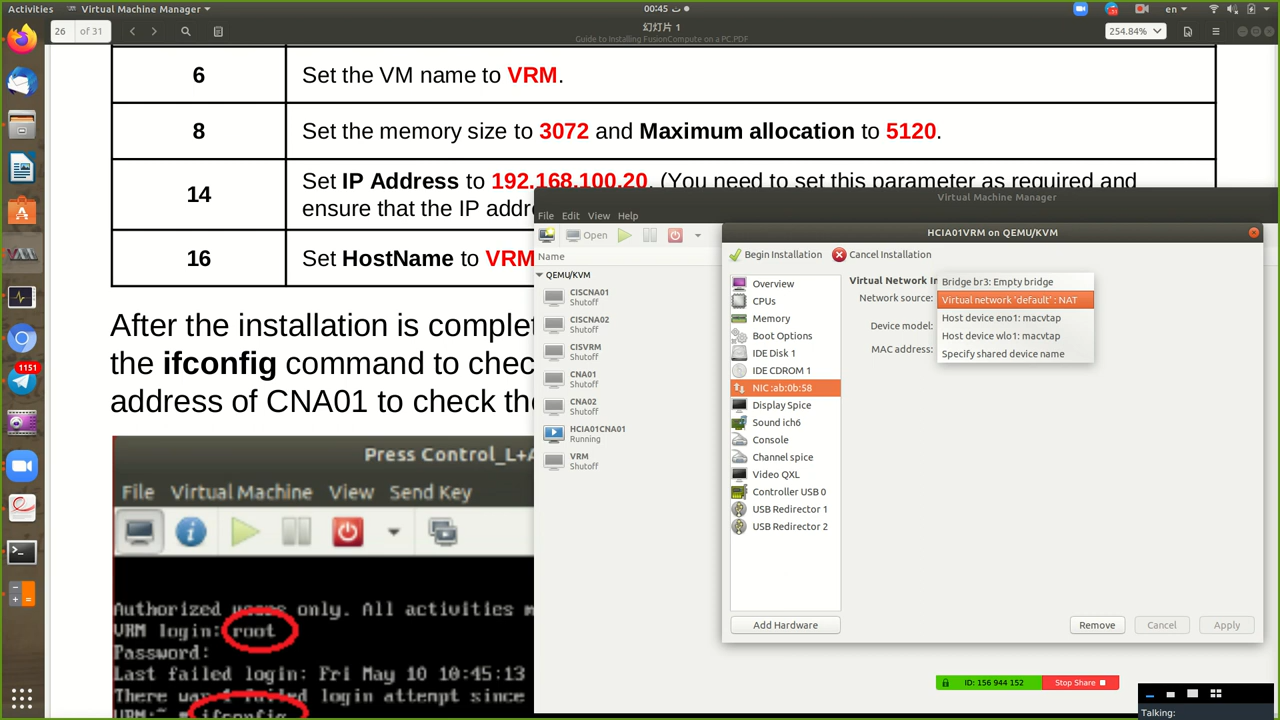 Activities
Virtual Machine Manager
00:45 ت
en
26
of 31
幻灯片 1
Guide to Installing FusionCompute on a PC.PDF
254.84%
6
Set the VM name to VRM.
8
Set the memory size to 3072 and Maximum allocation to 5120.
14
Set IP Address to 192.168.100.20. (You need to set this parameter as required and
ensure that the IP addre
16
Set HostName to VRM
After the installation is complet
the ifconfig command to chec
address of CNA01 to check the
Press Control_L+A
File
Virtual Machine
View
Send Key
Authorized users only. All activities m
VRM login: root
Password:
Last failed login: Fri May 10 10:45:13
There was 1 failed login attempt since
VRM:~ # ifconfig
1151
Virtual Machine Manager
File
Edit
View
Help
Open
Name
QEMU/KVM
CISCNA01
Shutoff
CISCNA02
Shutoff
CISVRM
Shutoff
CNA01
Shutoff
CNA02
Shutoff
HCIA01CNA01
Running
VRM
Shutoff
HCIA01VRM on QEMU/KVM
Begin Installation
Cancel Installation
Overview
CPUs
Memory
Boot Options
IDE Disk 1
IDE CDROM 1
NIC :ab:0b:58
Display Spice
Sound ich6
Console
Channel spice
Video QXL
Controller USB 0
USB Redirector 1
USB Redirector 2
Add Hardware
Virtual Network In
Network source:
Device model:
MAC address:
Bridge br3: Empty bridge
Virtual network 'default' : NAT
Host device eno1: macvtap
Host device wlo1: macvtap
Specify shared device name
Remove
Cancel
Apply
ID: 156 944 152
Stop Share
Talking: